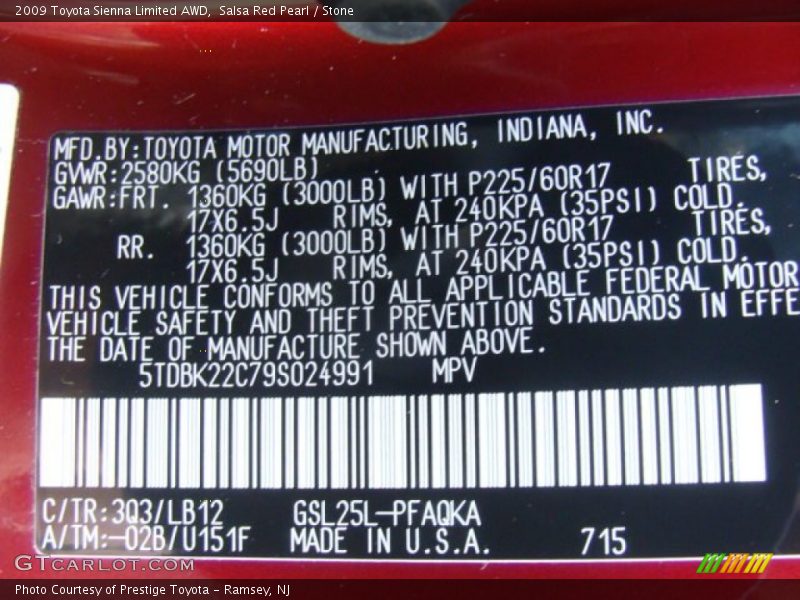 2009 Toyota Sienna Limited AWD,  Salsa Red Pearl / Stone
MFD.BY:TOYOTA MOTOR MANUFACTURING, INDIANA, INC.
GVWR:2580KG (5690LB)
GAWR:FRT. 1360KG (3000LB) WITH P225/60R17 TIRES,
17X6.5J RIMS, AT 240KPA (35PSI) COLD.
RR. 1360KG (3000LB) WITH P225/60R17 TIRES,
17X6.5J RIMS, AT 240KPA (35PSI) COLD.
THIS VEHICLE CONFORMS TO ALL APPLICABLE FEDERAL MOTOR
VEHICLE SAFETY AND THEFT PREVENTION STANDARDS IN EFFE
THE DATE OF MANUFACTURE SHOWN ABOVE.
5TDBK22C79S024991 MPV
C/TR:3Q3/LB12 GSL25L-PFAQKA
A/TM:-02B/U151F MADE IN U.S.A. 715
GTCARLOT.COM
Photo Courtesy of Prestige Toyota - Ramsey, NJ